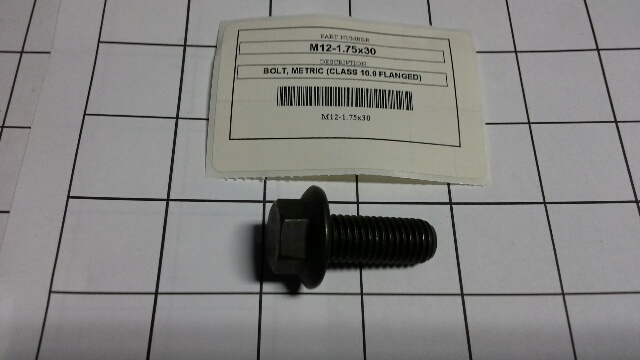 PART NUMBER
M12-1.75x30
DESCRIPTION
BOLT, METRIC (CLASS 10.9 FLANGED)
M12-1.75x30